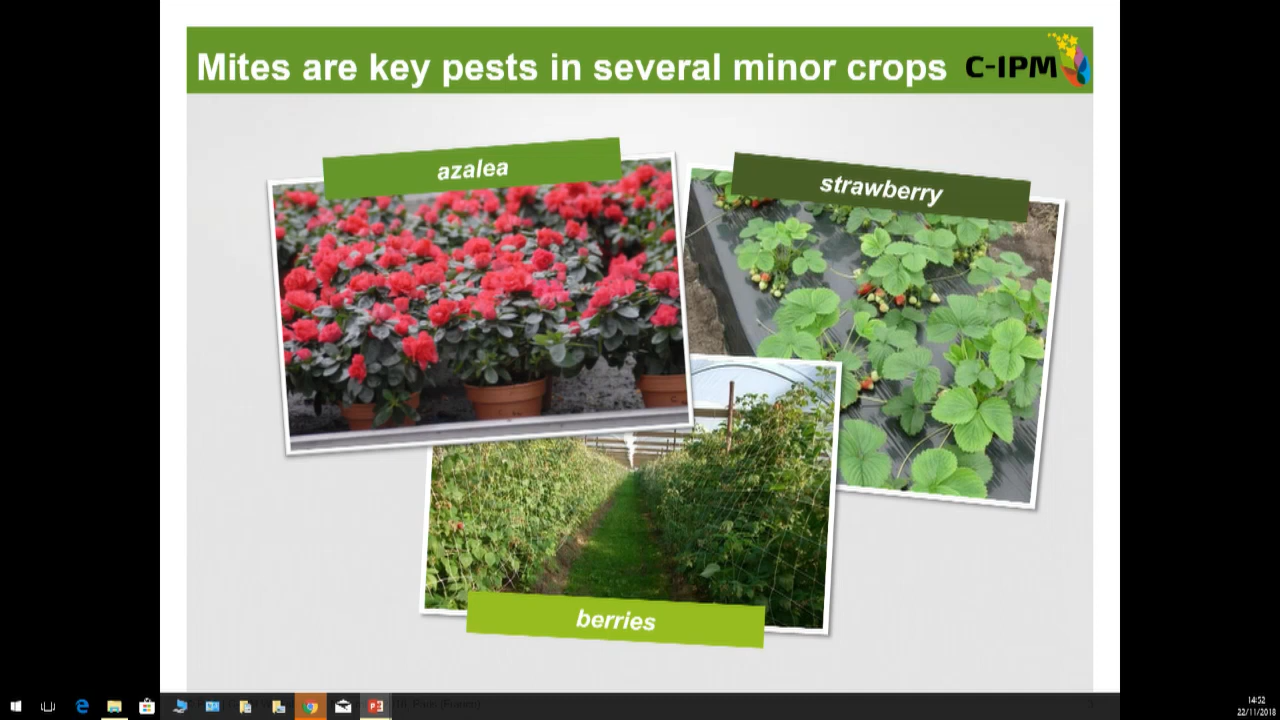 Mites are key pests in several minor crops
C-IPM
azalea
strawberry
berries
14:52
22/11/2018